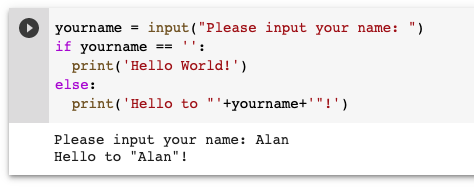 yourname = input("Please input your name: ")
if yourname == '':
  print('Hello World!')
else:
  print('Hello to "'+yourname+'"!')
Please input your name: Alan
Hello to "Alan"!